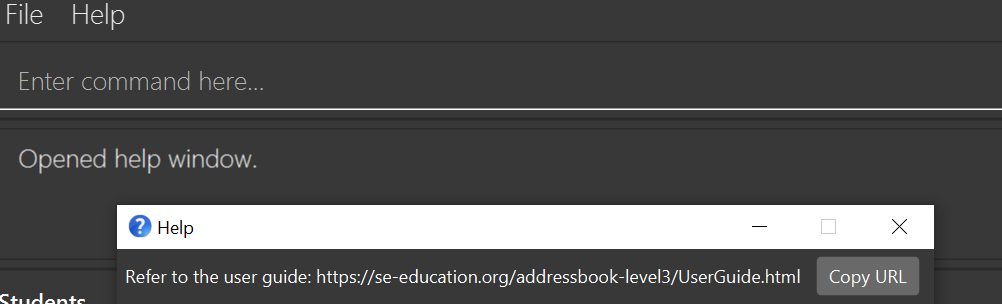 File Help
Enter command here...
Opened help window.
Help
Refer to the user guide: https://se-education.org/addressbook-level3/UserGuide.html Copy URL
Students